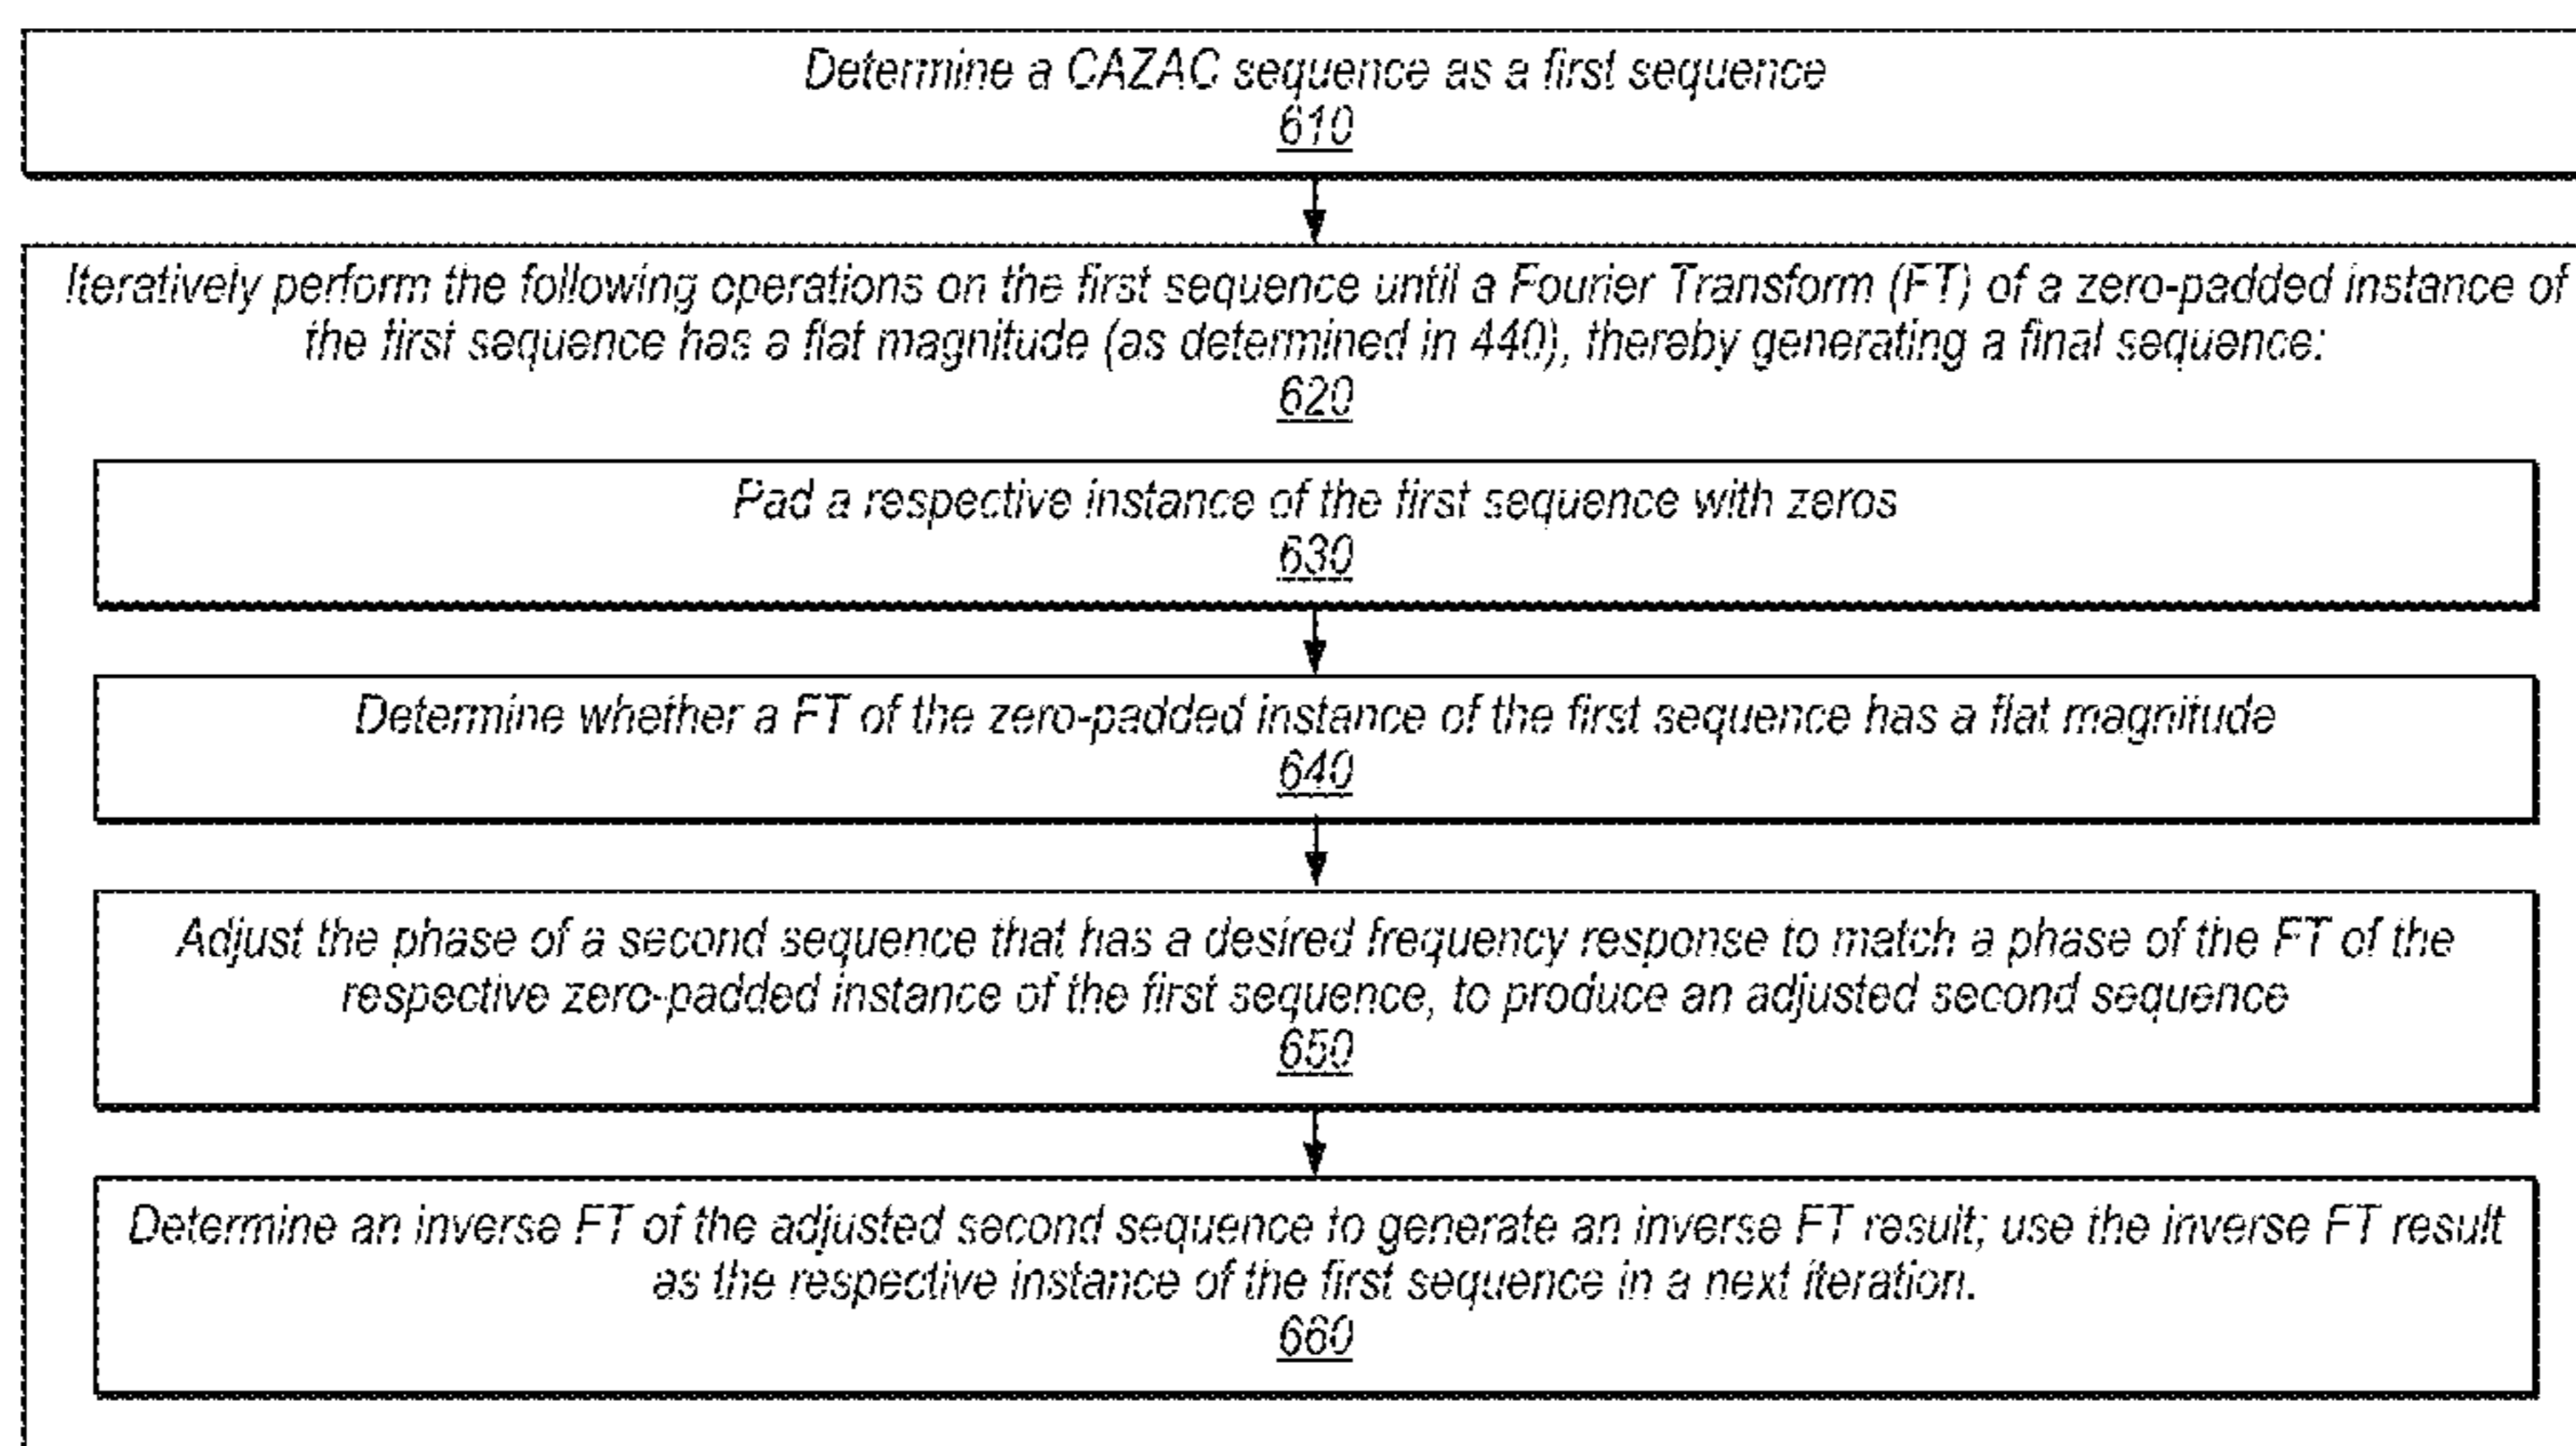 Determine a CAZAC sequence as a first sequence
610
Iteratively perform the following operations on the first sequence until a Fourier Transform (FT) of a zero-padded instance of
the first sequence has a flat magnitude (as determined in 440), thereby generating a final sequence:
620
Pad a respective instance of the first sequence with zeros
630
Determine whether a FT of the zero-padded instance of the first sequence has a flat magnitude
640
Adjust the phase of a second sequence that has a desired frequency response to match a phase of the FT of the
respective zero-padded instance of the first sequence, to produce an adjusted second sequence
650
Determine an inverse FT of the adjusted second sequence to generate an inverse FT result; use the inverse FT result
as the respective instance of the first sequence in a next iteration.
660